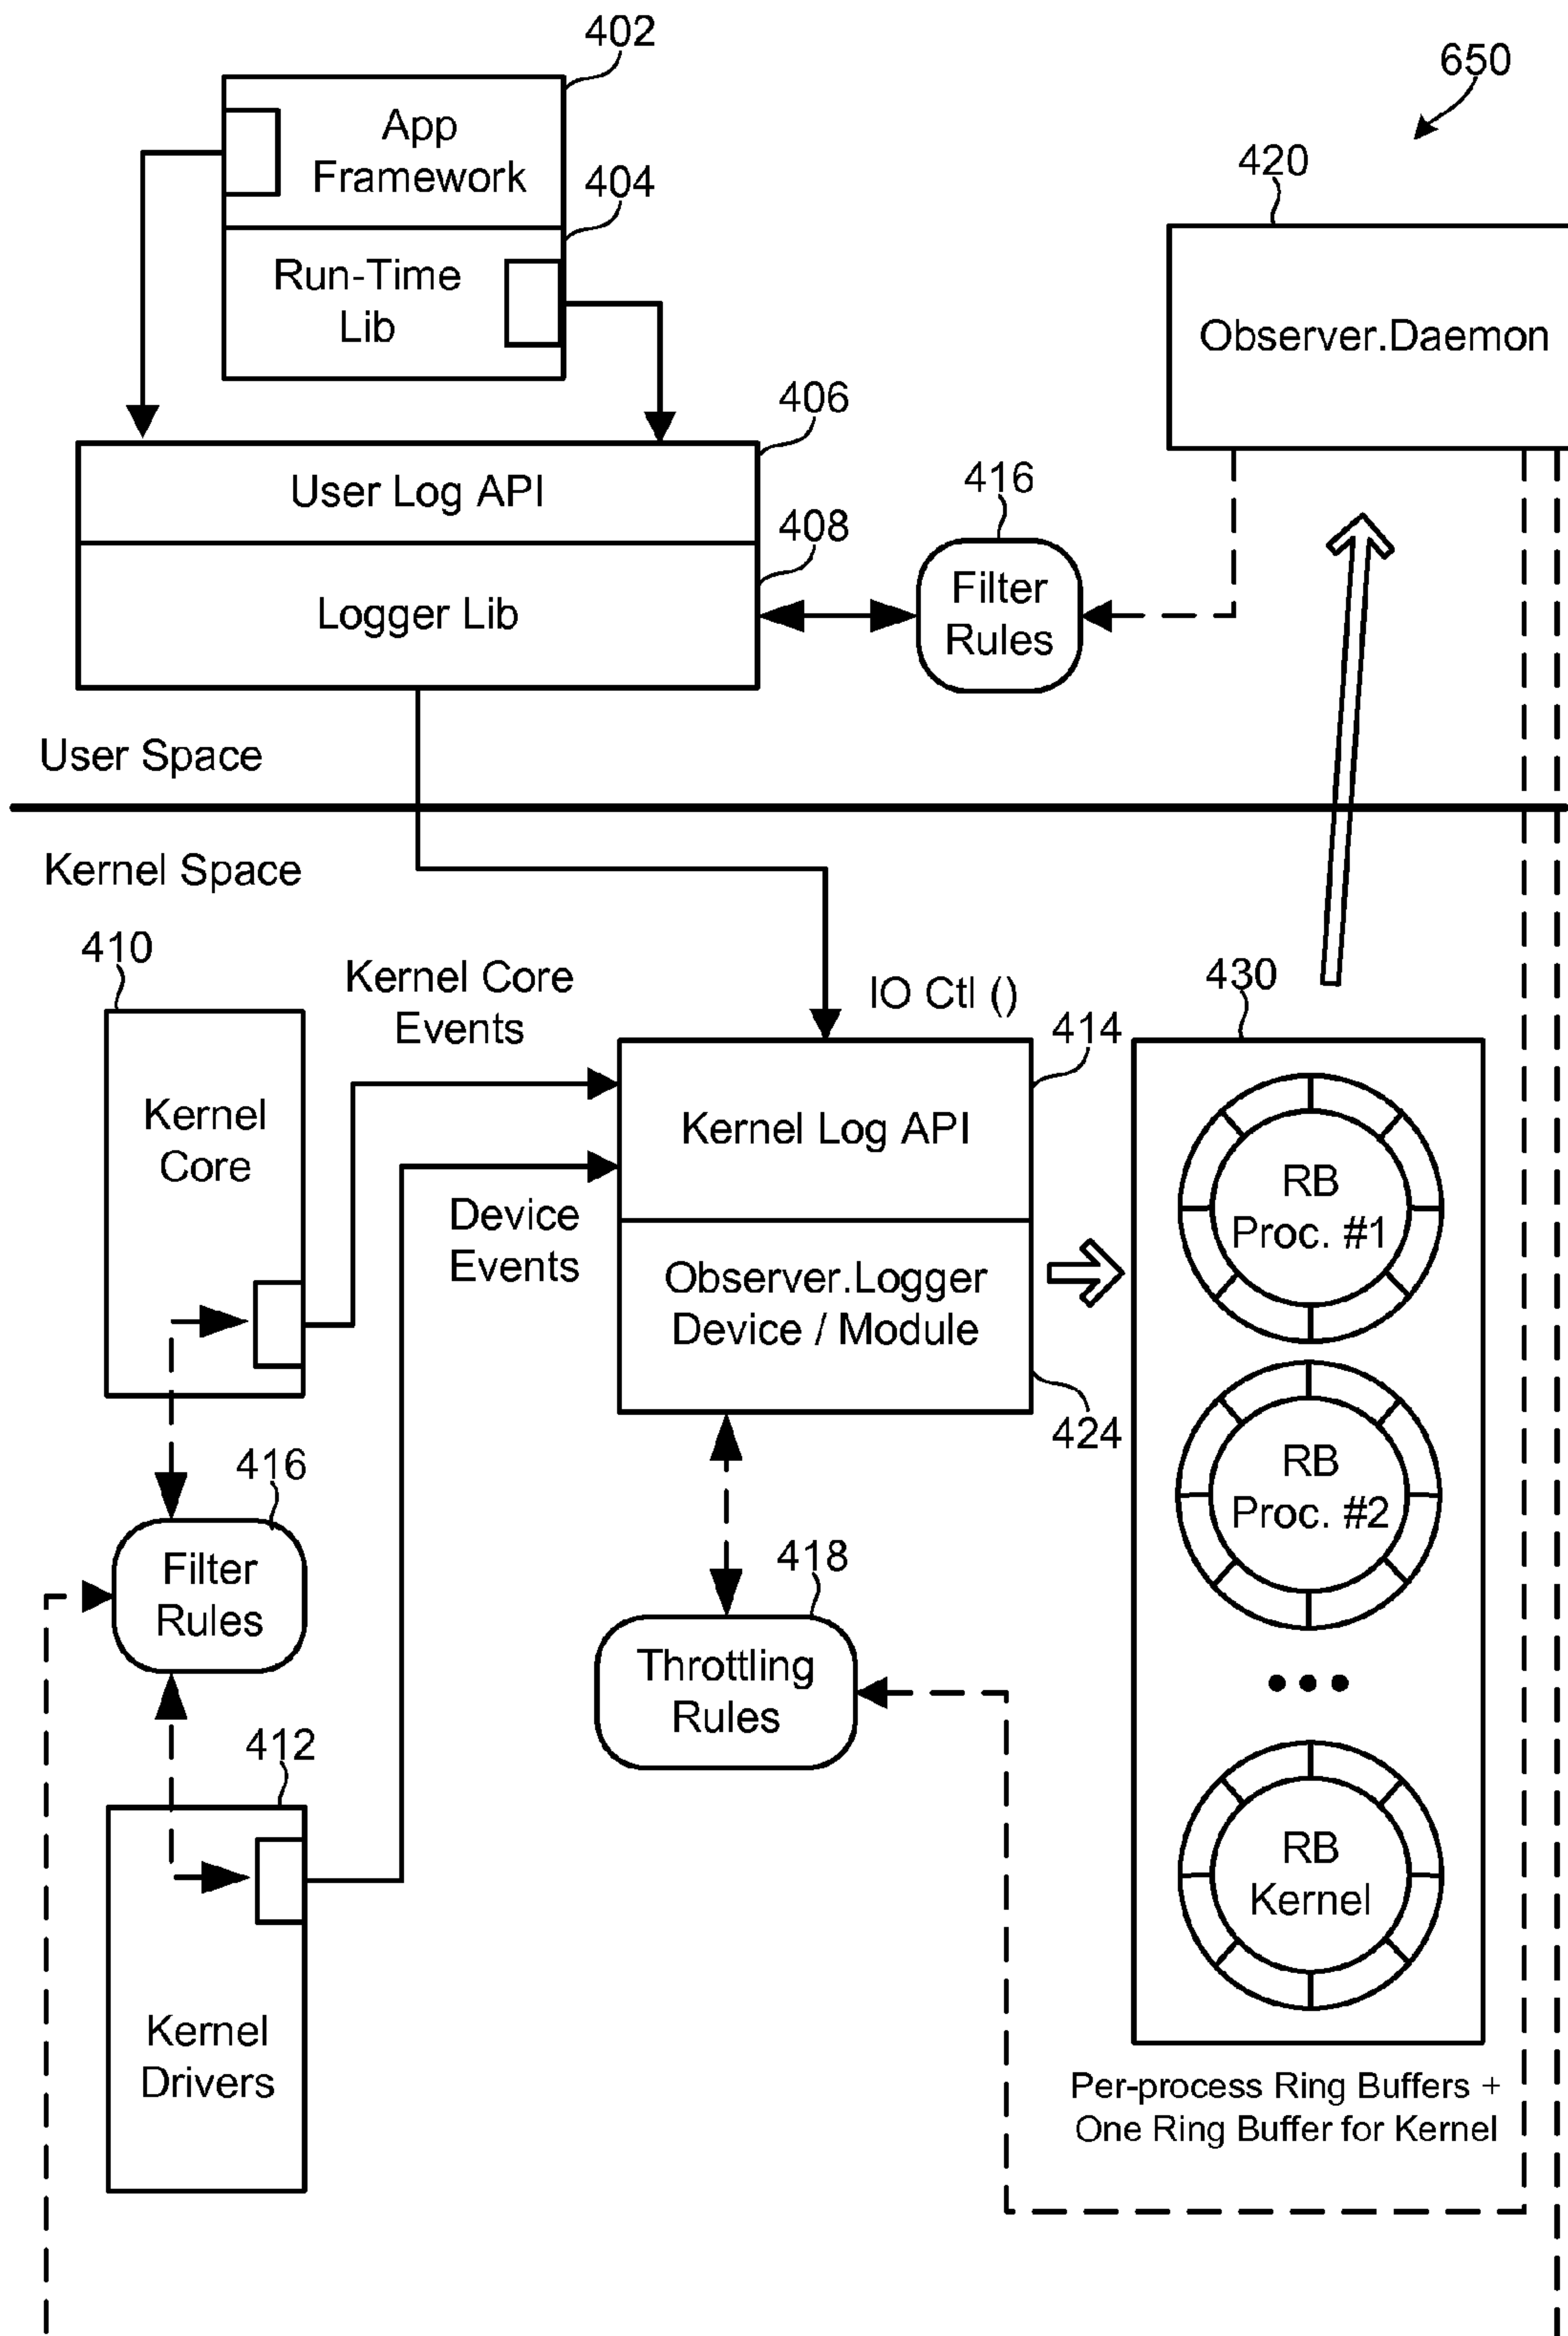 402
650
App
Framework
404
420
Run-Time
Lib
Observer.Daemon
406
User Log API
416
408
Filter
Rules
Logger Lib
User Space
Kernel Space
410
Kernel Core
Events
IO Ctl ()
430
414
Kernel
Core
Kernel Log API
RB
Proc. #1
Device
Events
Observer.Logger
Device / Module
424
416
RB
Proc. #2
Filter
Rules
418
Throttling
Rules
412
RB
Kernel
Kernel
Drivers
Per-process Ring Buffers +
One Ring Buffer for Kernel